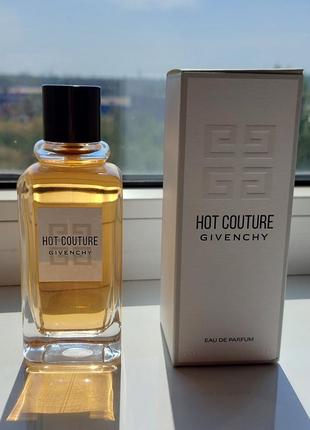 HOT COUTURE
GIVENCHY
HOT COUTURE
GIVENCHY
EAU DE PARFUM